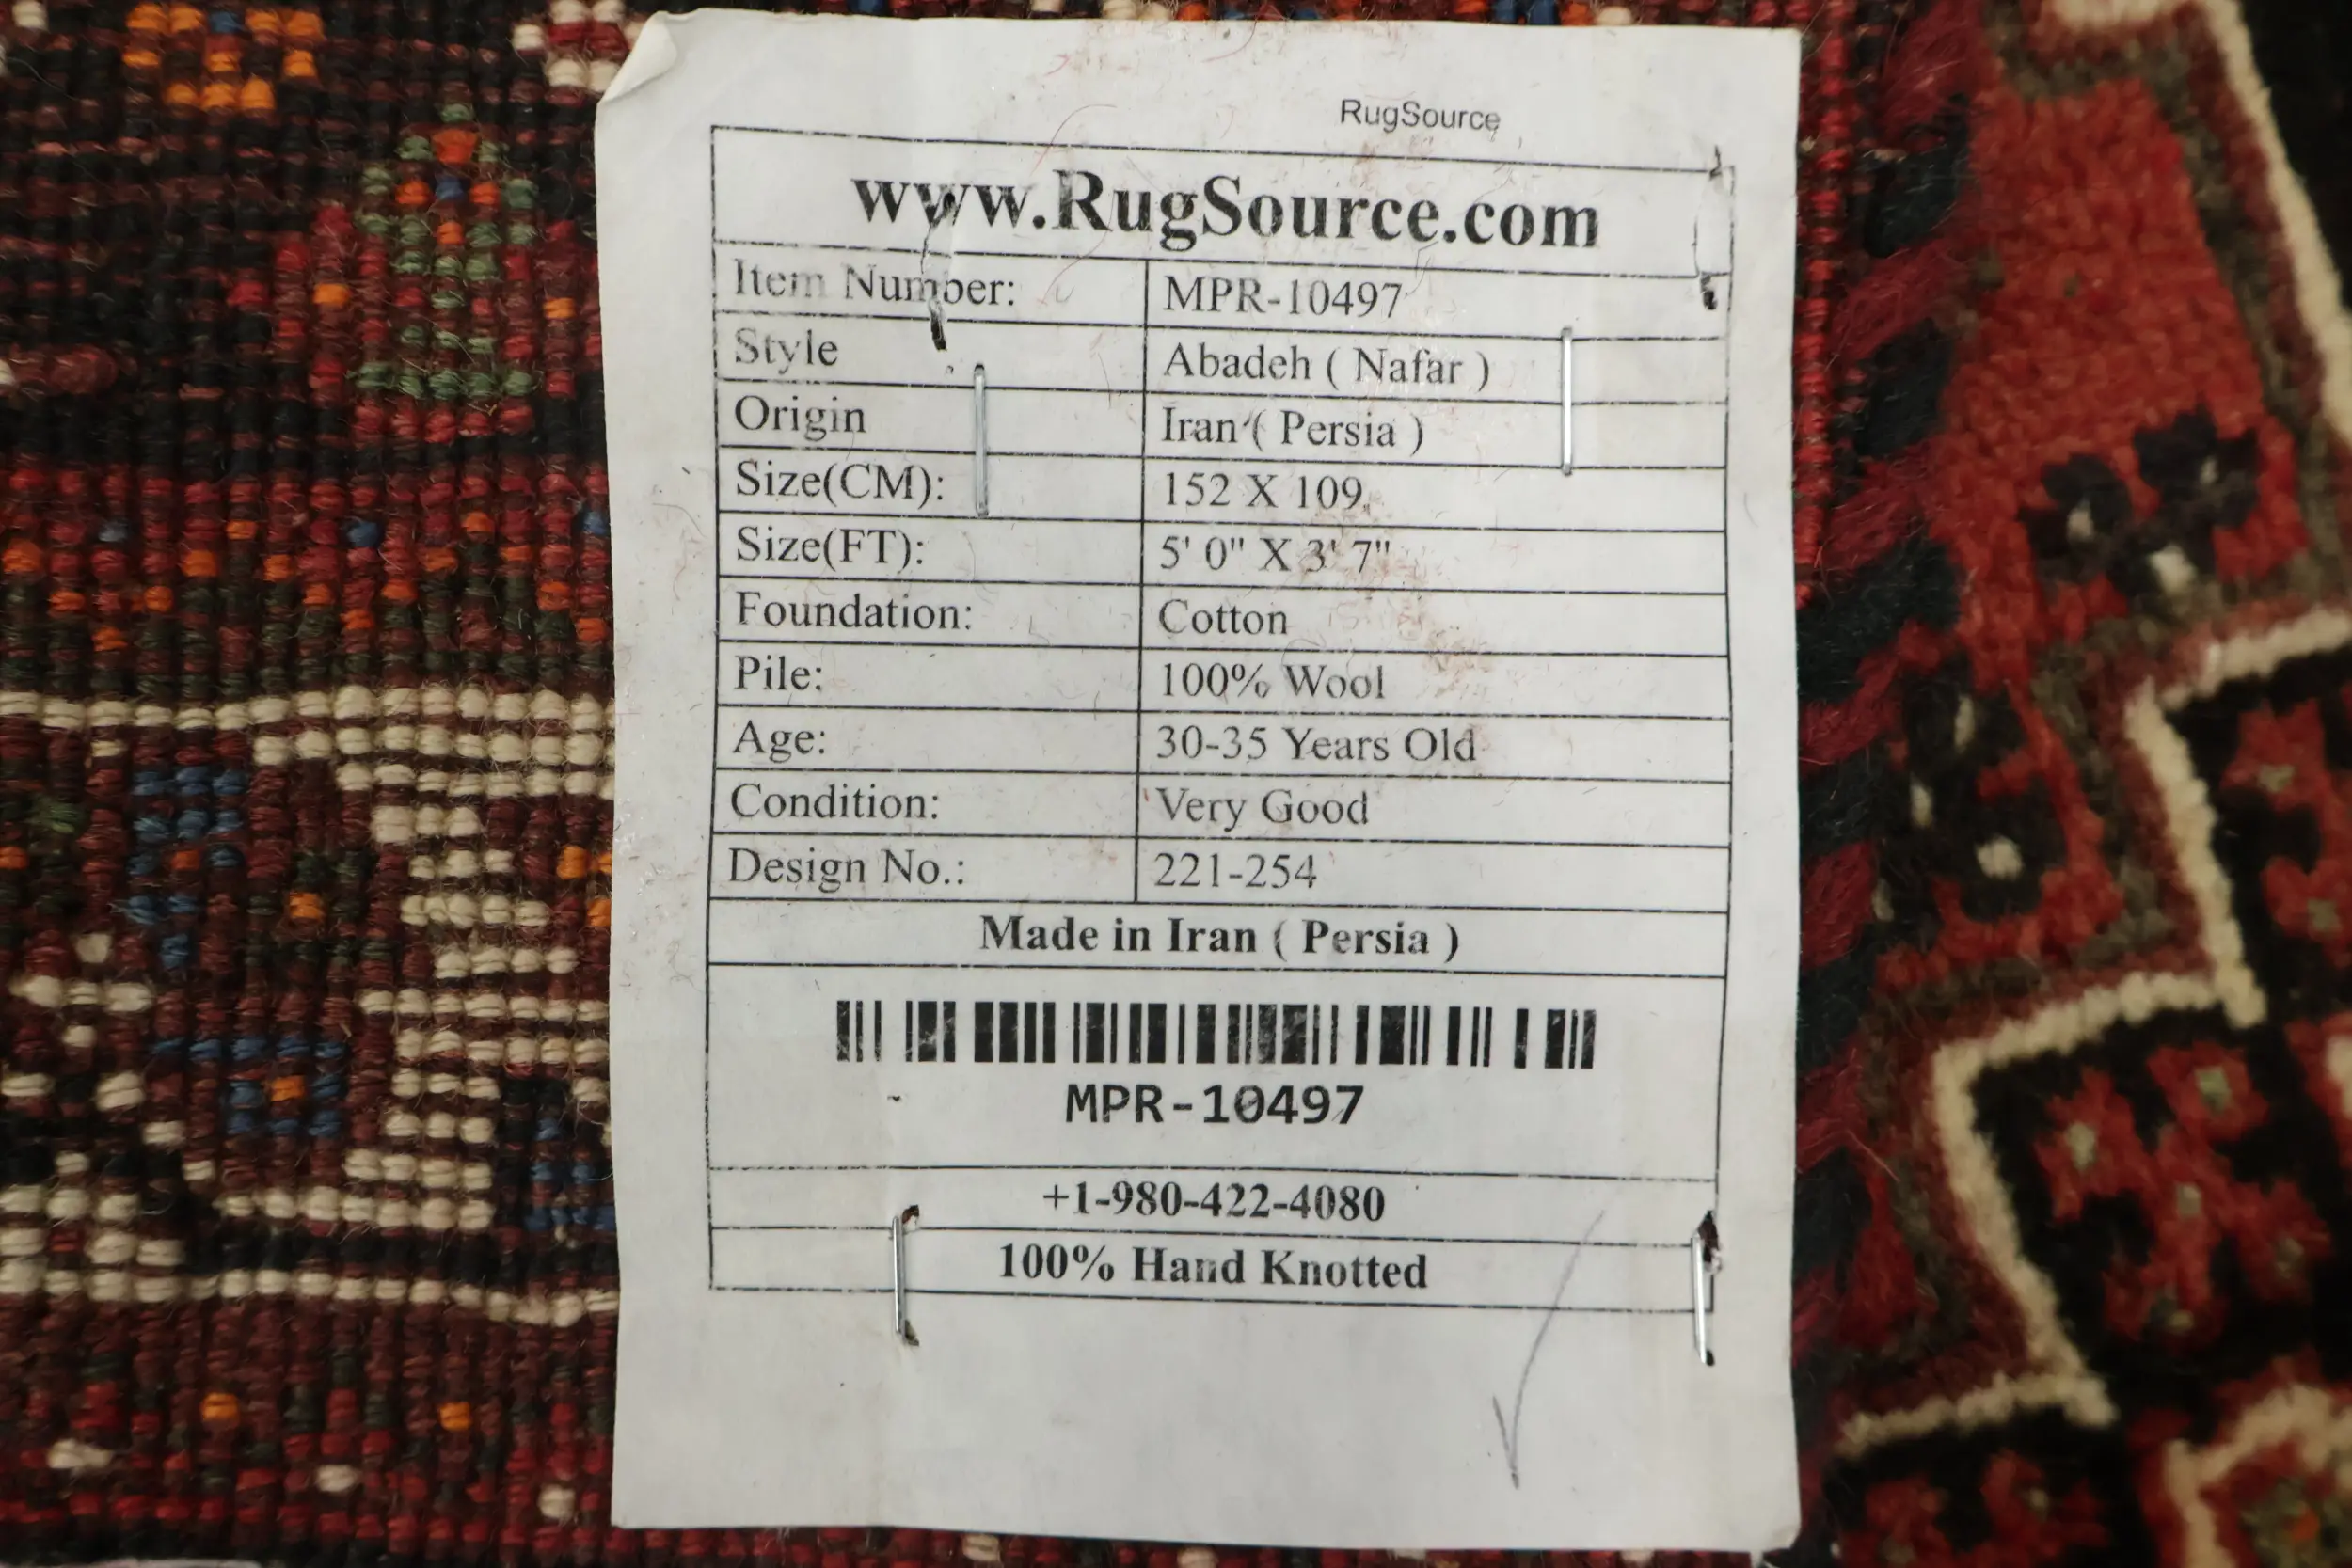 RugSource
www.RugSource.com
Item Number: MPR-10497
Style Abadeh ( Nafar )
Origin Iran ( Persia )
Size(CM): 152 X 109
Size(FT): 5' 0" X 3' 7"
Foundation: Cotton
Pile: 100% Wool
Age: 30-35 Years Old
Condition: Very Good
Design No.: 221-254
Made in Iran ( Persia )
MPR-10497
+1-980-422-4080
100% Hand Knotted